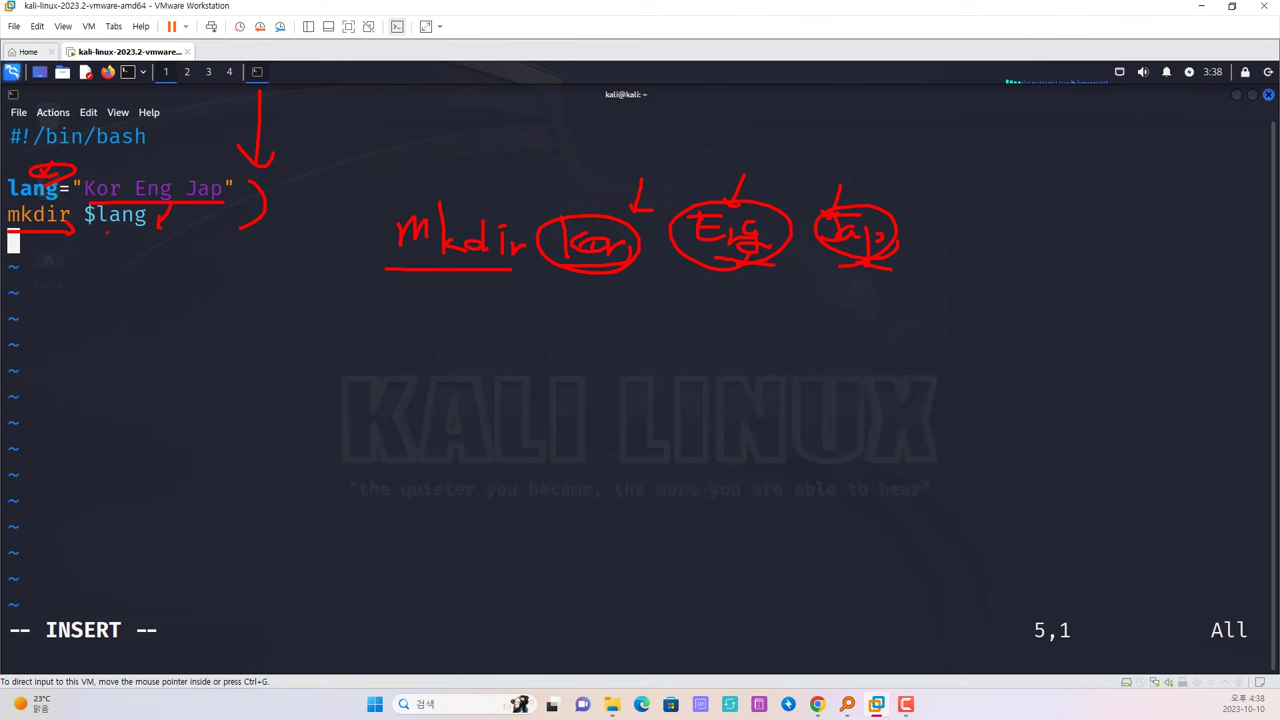 kali-linux-2023.2-vmware-amd64 - VMware Workstation
File Edit View VM Tabs Help
Home kali-linux-2023.2-vmware...
1 2 3 4 3:38
kali@kali: ~
File Actions Edit View Help
#!/bin/bash
lang="Kor Eng Jap"
mkdir $lang
mkdir Kor Eng Jap
~
~
Home
~
~
~
~
~
~
~
~
~
~
~
~
KALI LINUX
"the quieter you become, the more you are able to hear"
-- INSERT -- 5,1 All
To direct input to this VM, move the mouse pointer inside or press Ctrl+G.
23°C
맑음
검색
오후 4:38
2023-10-10